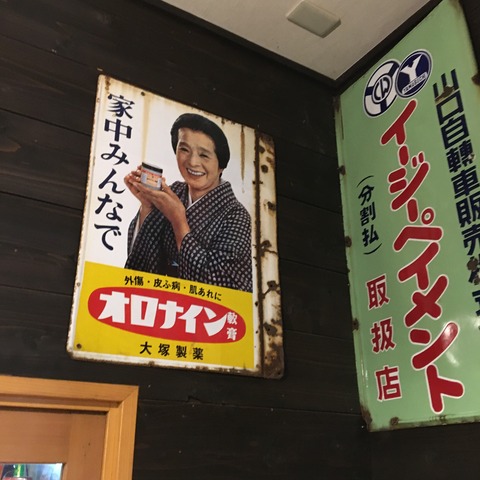 家中みんなで
外傷・皮ふ病・肌あれに
オロナイン軟膏
大塚製薬
山口自轉車販売株式
イージーペイメント
(分割払)
取扱店